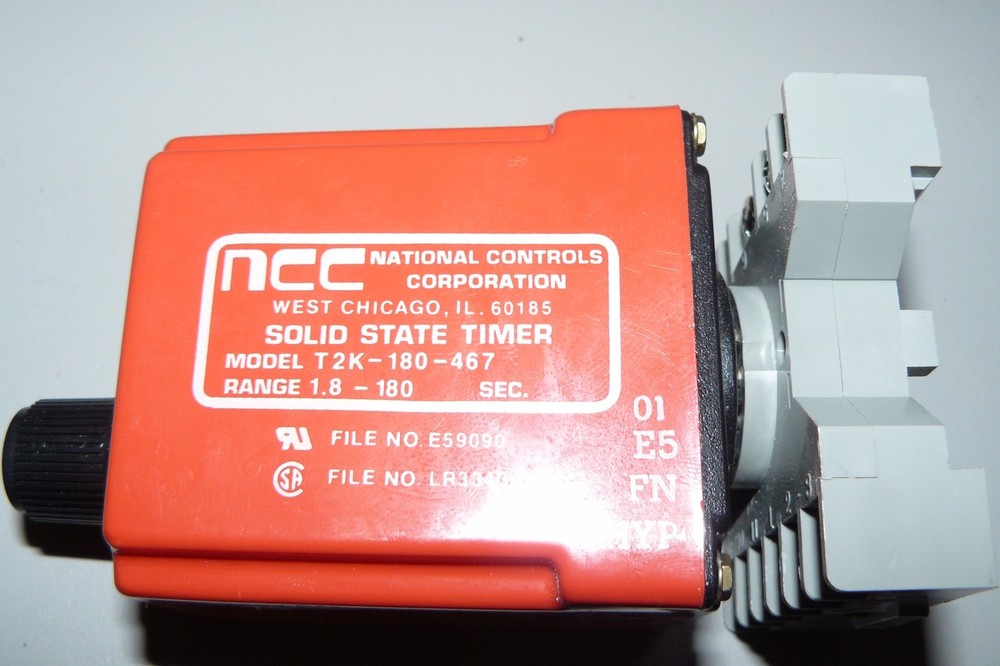 ncc NATIONAL CONTROLS
CORPORATION
WEST CHICAGO, IL. 60185
SOLID STATE TIMER
MODEL T2K-180-467
RANGE 1.8 - 180 SEC.
FILE NO. E59090
SA FILE NO.
01
E5
FN